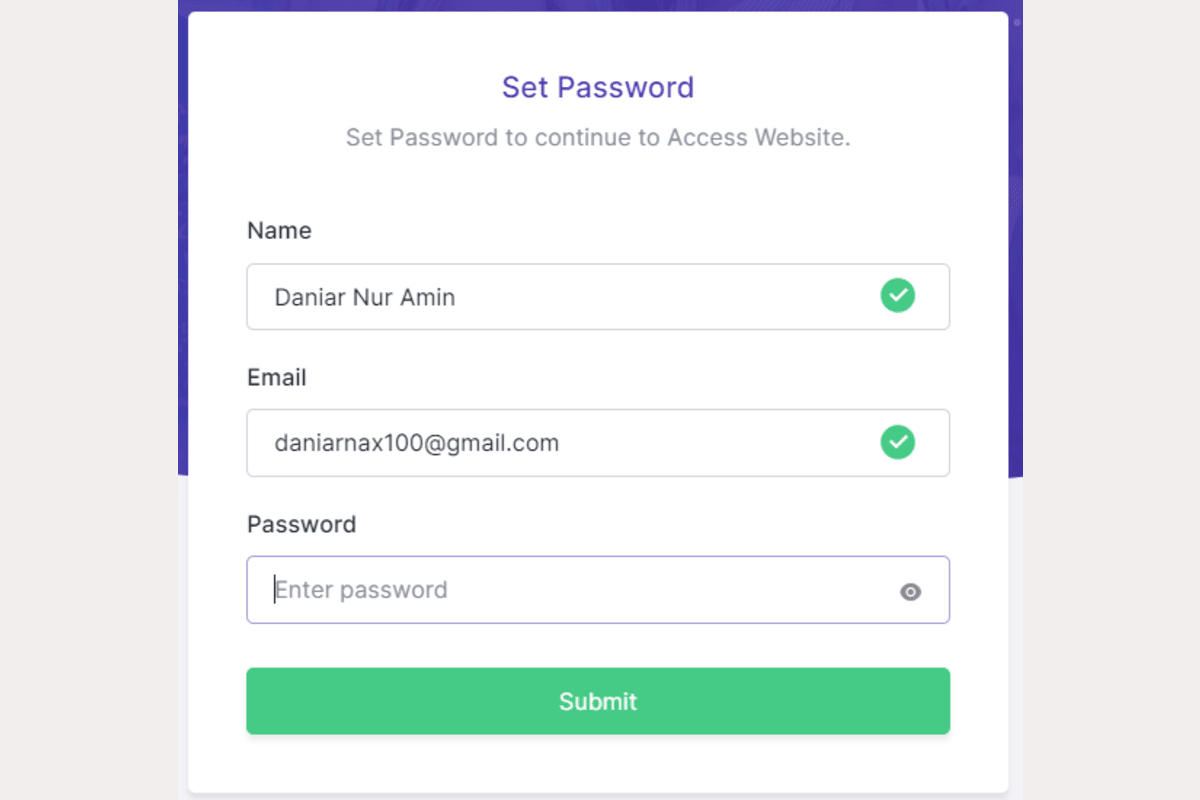 Set Password
Set Password to continue to Access Website.
Name
Daniar Nur Amin
Email
daniarnax100@gmail.com
Password
Enter password
Submit